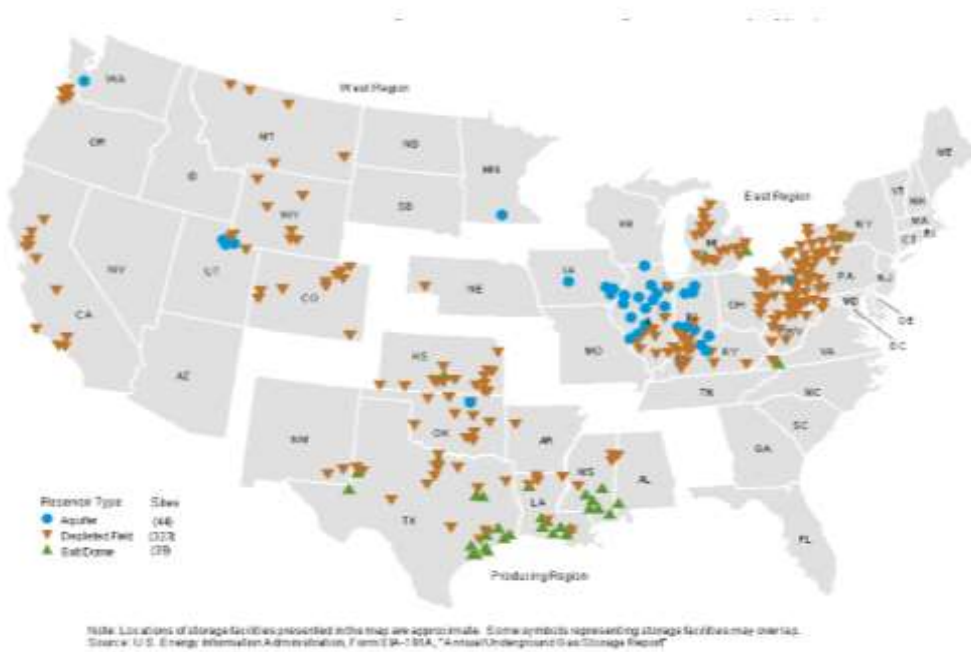 West Region
WA
MT
ND
MN
OR
ID
SD
WY
WI
East Region
MI
VT
NH
ME
NY
MA
RI
NV
UT
CO
NE
IA
OH
PA
NJ
CA
MD
DE
DC
KS
MO
KY
WV
VA
AZ
TN
NC
NM
OK
AR
SC
MS
AL
GA
LA
TX
FL
Reservoir Type Sites
Aquifer (44)
Depleted Field
Salt Dome
Producing Region
Note: Locations of storage facilities presented in the map are approximate. Some symbols representing storage facilities may overlap.
Source: U.S. Energy Information Administration, Form EIA-191A, "Annual Underground Gas Storage Report"